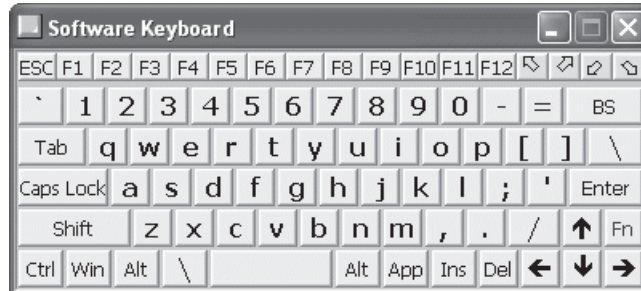 Software Keyboard
ESC F1 F2 F3 F4 F5 F6 F7 F8 F9 F10 F11 F12
` 1 2 3 4 5 6 7 8 9 0 - = BS
Tab q w e r t y u i o p [ ] \
Caps Lock a s d f g h j k l ; ' Enter
Shift z x c v b n m , . / ↑ Fn
Ctrl Win Alt \ Alt App Ins Del ← ↓ →